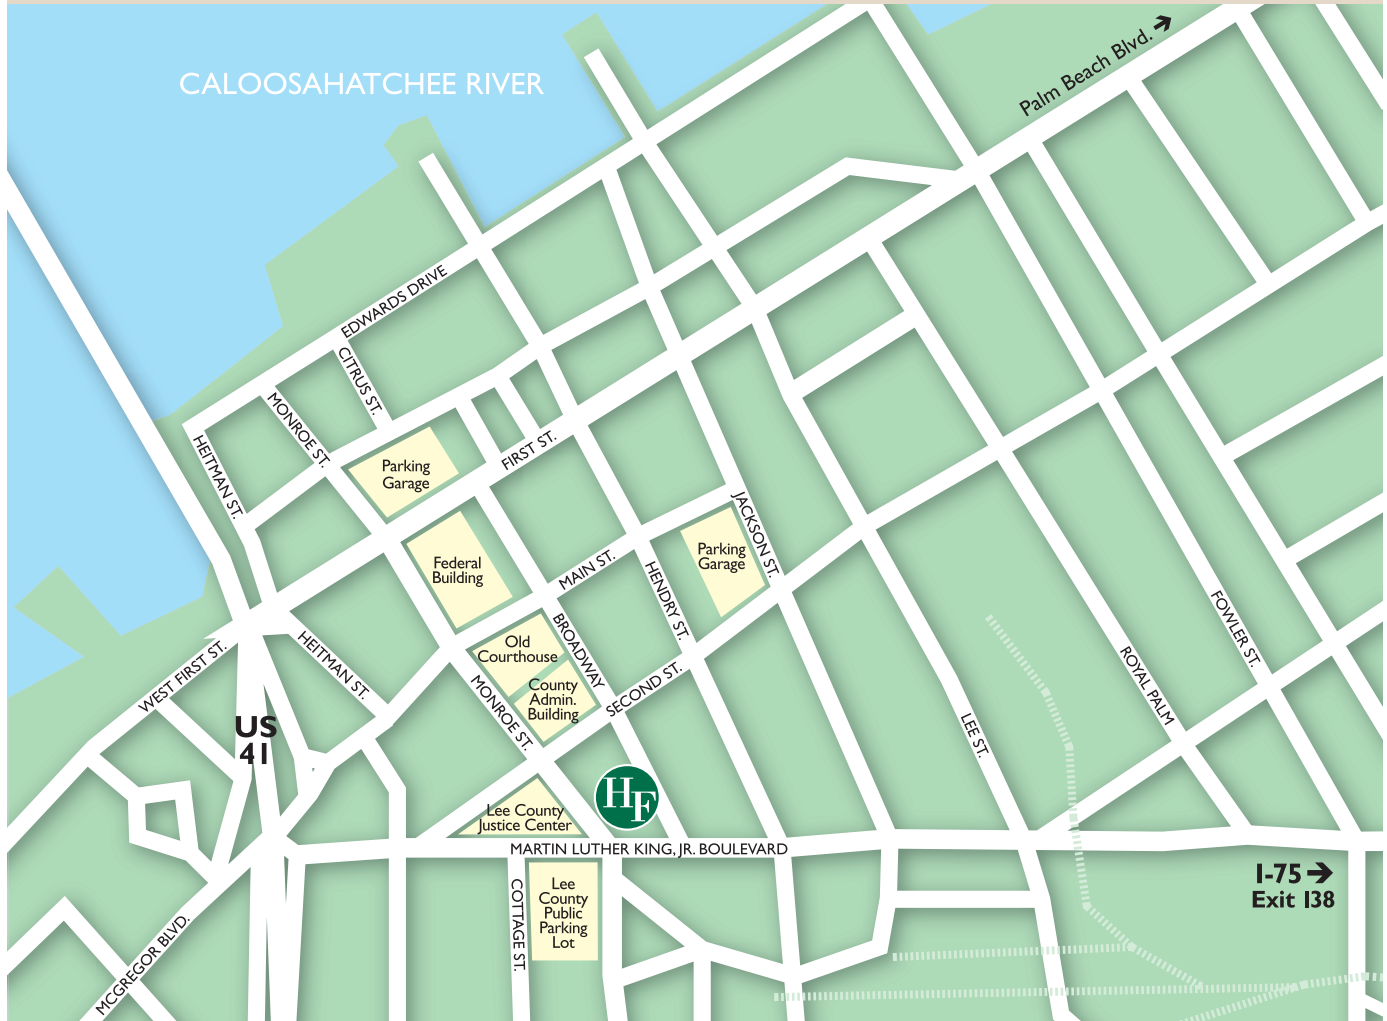 CALOOSAHATCHEE RIVER
Palm Beach Blvd. →
EDWARDS DRIVE
CITRUS ST.
MONROE ST.
HEITMAN ST.
Parking
Garage
FIRST ST.
Federal
Building
MAIN ST.
JACKSON ST.
Parking
Garage
HENDRY ST.
BROADWAY
Old
Courthouse
County
Admin.
Building
SECOND ST.
MONROE ST.
HEITMAN ST.
WEST FIRST ST.
US
41
FOWLER ST.
ROYAL PALM
LEE ST.
HF
Lee County
Justice Center
MARTIN LUTHER KING, JR. BOULEVARD
Lee
County
Public
Parking
Lot
COTTAGE ST.
MCGREGOR BLVD.
I-75 →
Exit 138